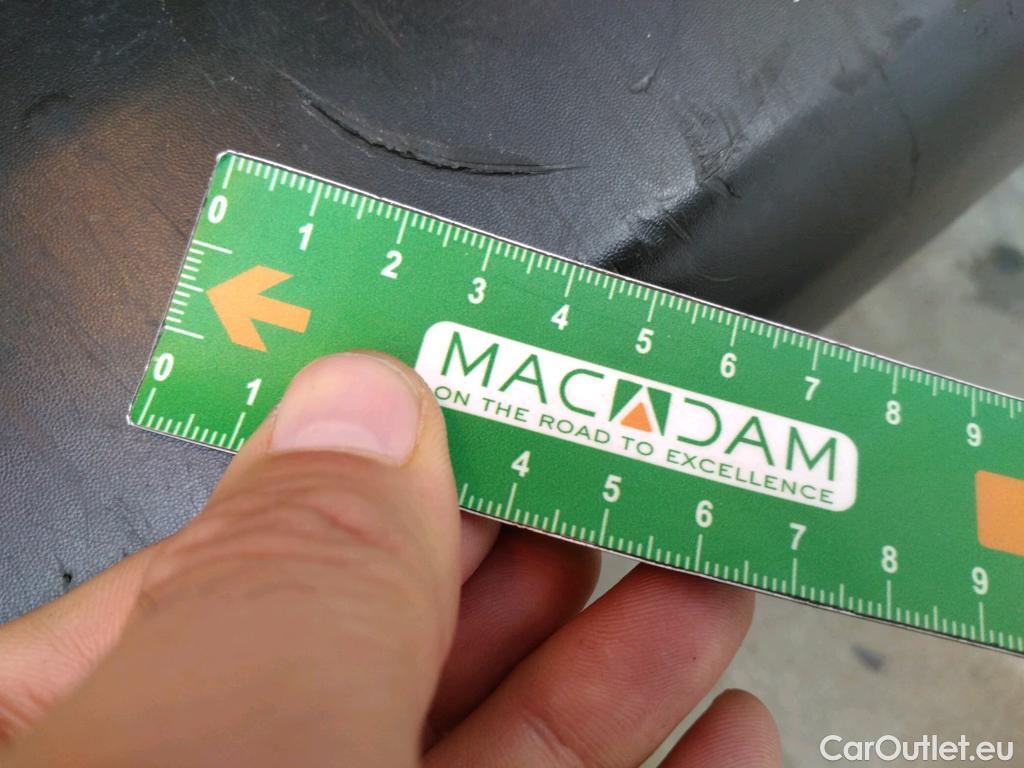 0 1 2 3 4 5 6 7 8 9
MACADAM
ON THE ROAD TO EXCELLENCE
0 1 4 5 6 7 8 9
CarOutlet.eu